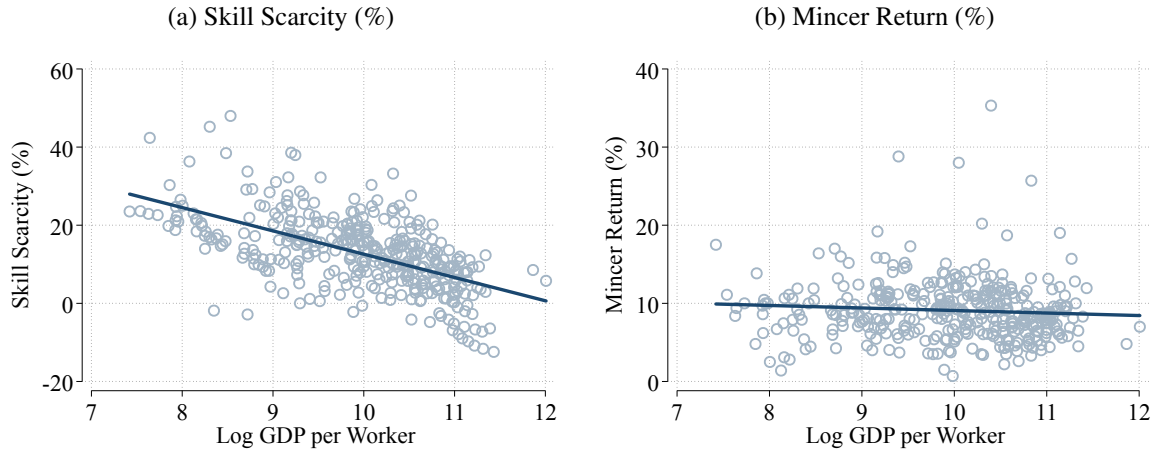 (a) Skill Scarcity (%)
Skill Scarcity (%)
60
40
20
0
-20
7 8 9 10 11 12
Log GDP per Worker
(b) Mincer Return (%)
Mincer Return (%)
40
30
20
10
0
7 8 9 10 11 12
Log GDP per Worker